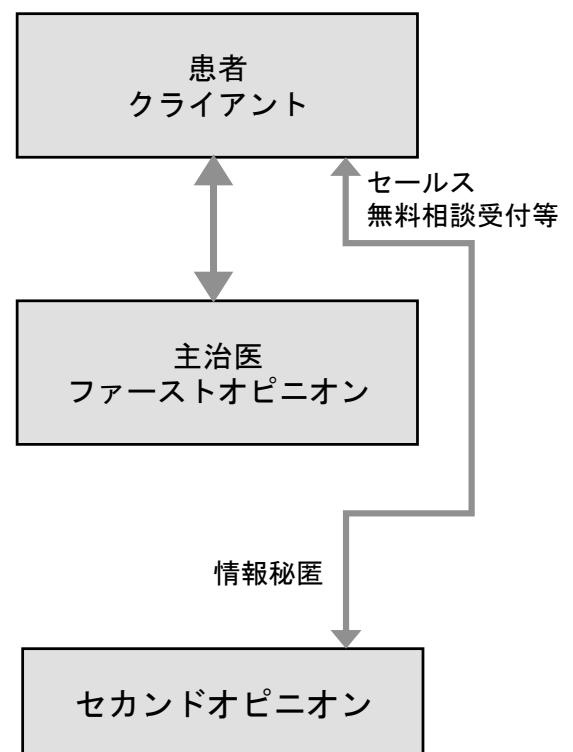 患者
クライアント
セールス
無料相談受付等
主治医
ファーストオピニオン
情報秘匿
セカンドオピニオン